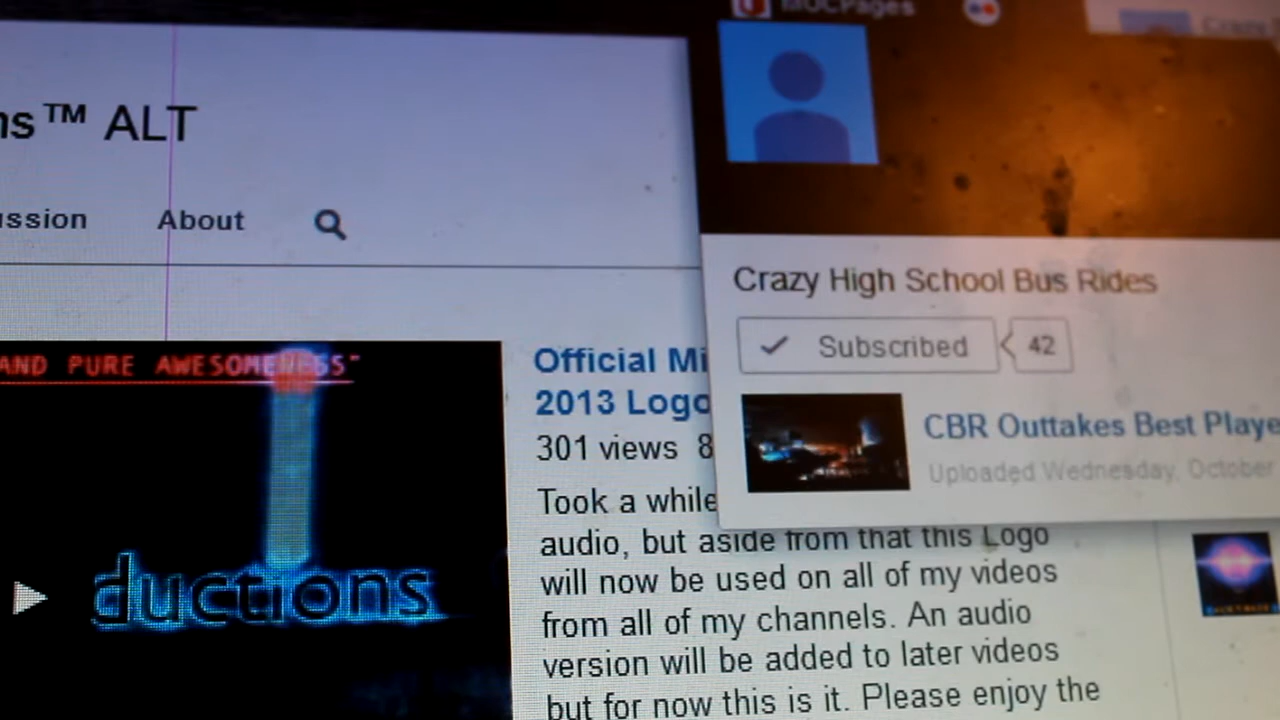 MOCPages
ns™ ALT
ussion About
Crazy High School Bus Rides
Subscribed 42
AND PURE AWESOMENESS"
Official Mi
2013 Logo
301 views 8
CBR Outtakes Best Playe
Uploaded Wednesday, October
Took a while
audio, but aside from that this Logo
will now be used on all of my videos
from all of my channels. An audio
version will be added to later videos
but for now this is it. Please enjoy the
ductions